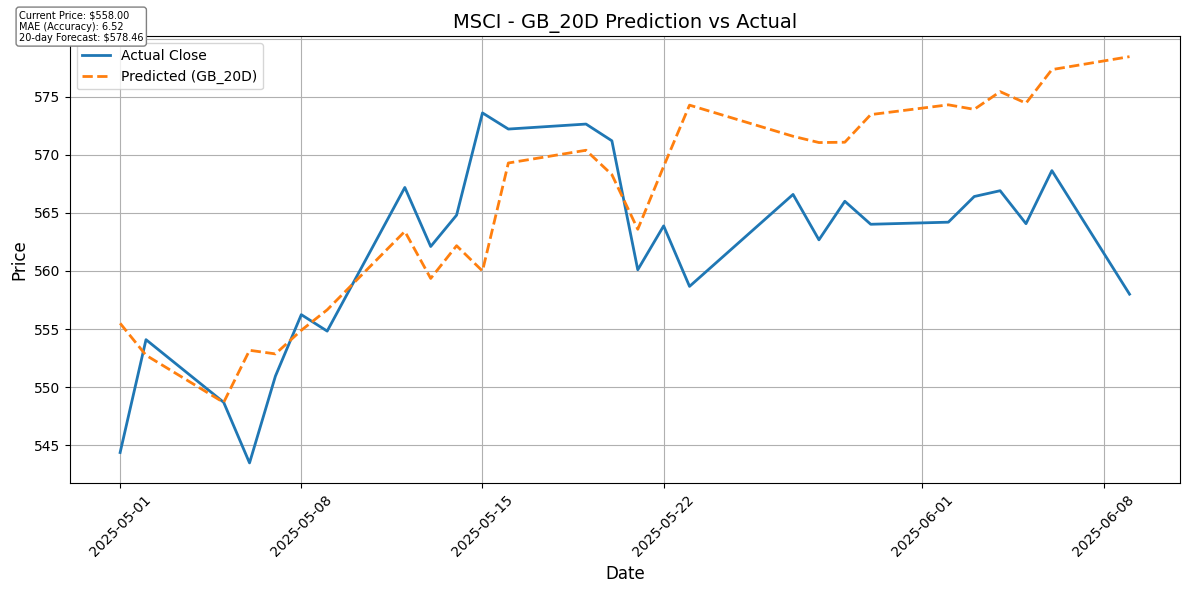 MSCI - GB_20D Prediction vs Actual
Current Price: $558.00
MAE (Accuracy): 6.52
20-day Forecast: $578.46
Actual Close
Predicted (GB_20D)
Price
575
570
565
560
555
550
545
2025-05-01
2025-05-08
2025-05-15
2025-05-22
2025-06-01
2025-06-08
Date